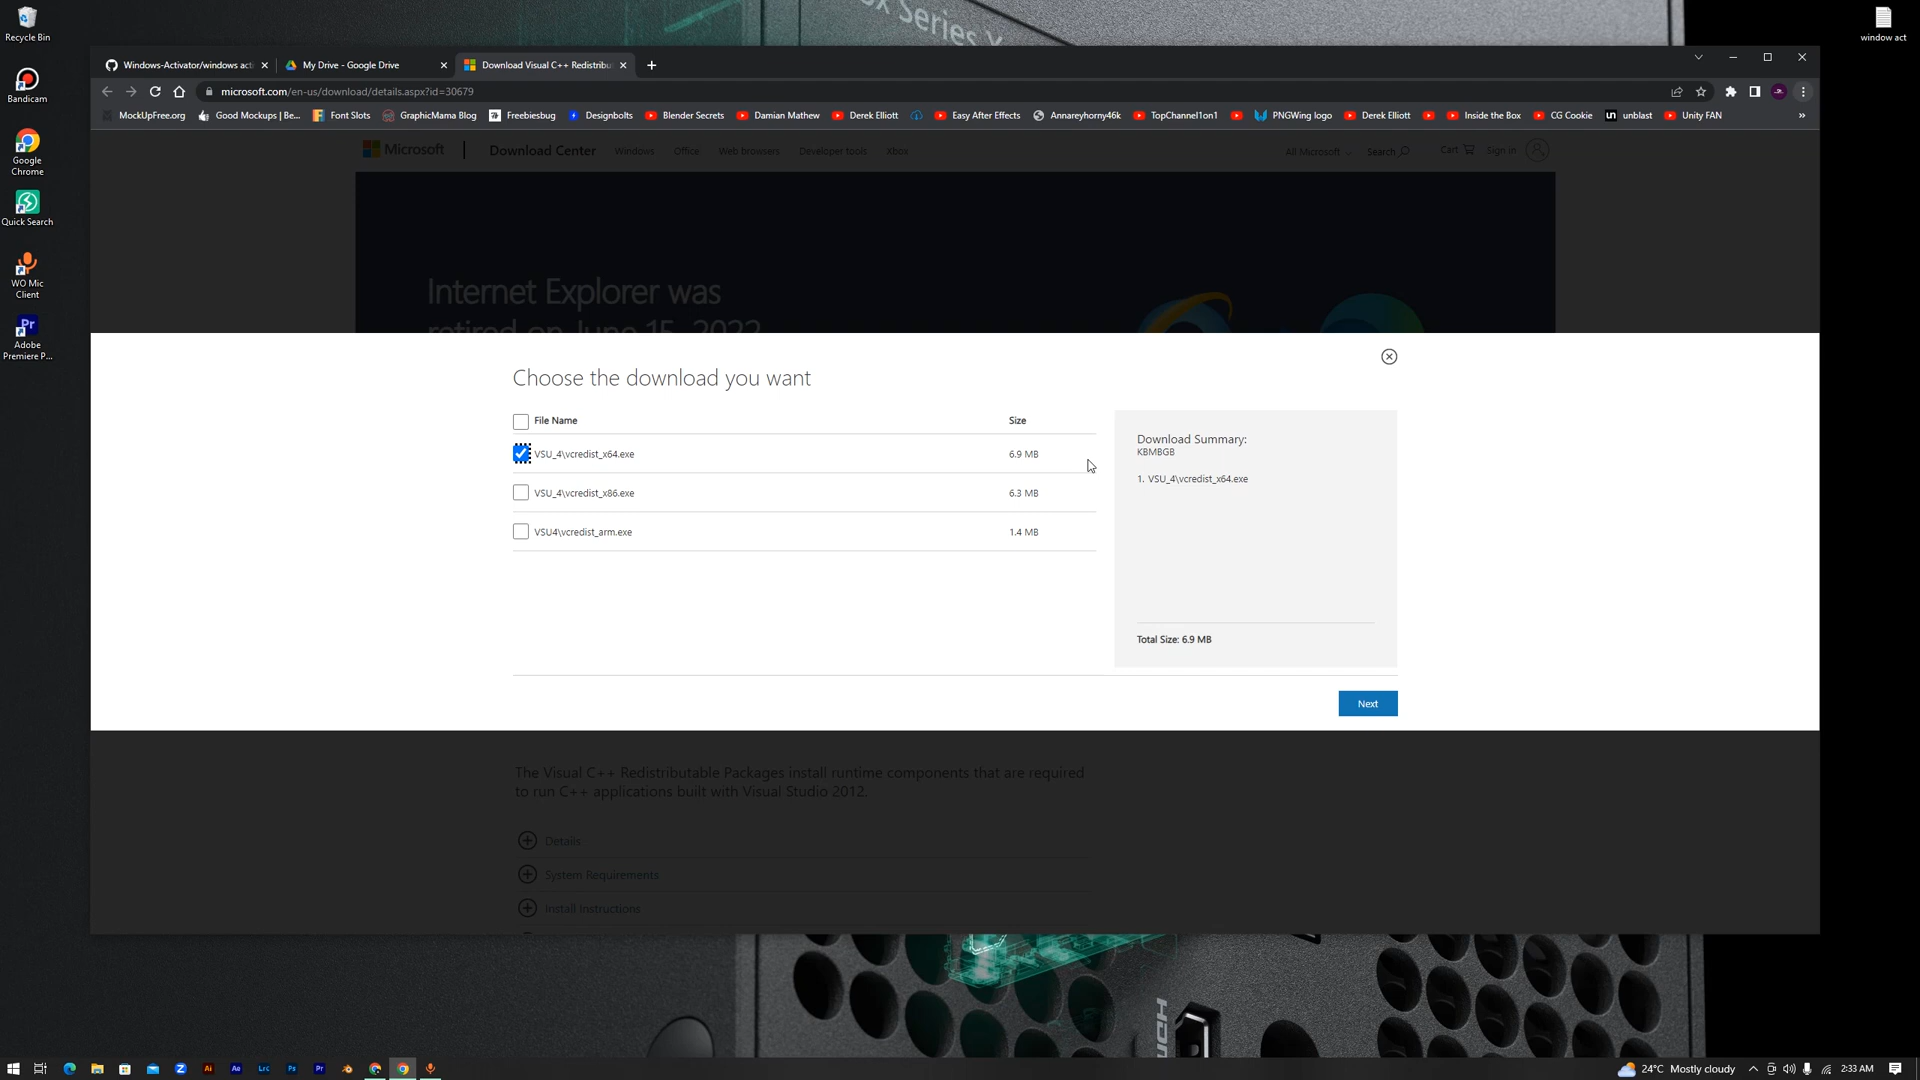 Recycle Bin
Bandicam
Google
Chrome
Quick Search
WO Mic
Client
Adobe
Premiere P...
window act
Series X
Windows-Activator/windows act
My Drive - Google Drive
Download Visual C++ Redistribut
microsoft.com/en-us/download/details.aspx?id=30679
MockUpFree.org
Good Mockups | Be...
Font Slots
GraphicMama Blog
Freebiesbug
Designbolts
Blender Secrets
Damian Mathew
Derek Elliott
Easy After Effects
Annareyhorny46k
TopChannel1on1
PNGWing logo
Derek Elliott
Inside the Box
CG Cookie
unblast
Unity FAN
Microsoft
Download Center
Windows
Office
Web browsers
Developer tools
Xbox
All Microsoft
Search
Cart
Sign in
Internet Explorer was
retired on June 15, 2022
Choose the download you want
File Name Size
VSU_4\vcredist_x64.exe 6.9 MB
VSU_4\vcredist_x86.exe 6.3 MB
VSU4\vcredist_arm.exe 1.4 MB
Download Summary:
KBMBGB
1. VSU_4\vcredist_x64.exe
Total Size: 6.9 MB
Next
The Visual C++ Redistributable Packages install runtime components that are required
to run C++ applications built with Visual Studio 2012.
Details
System Requirements
Install Instructions
24°C Mostly cloudy
2:33 AM